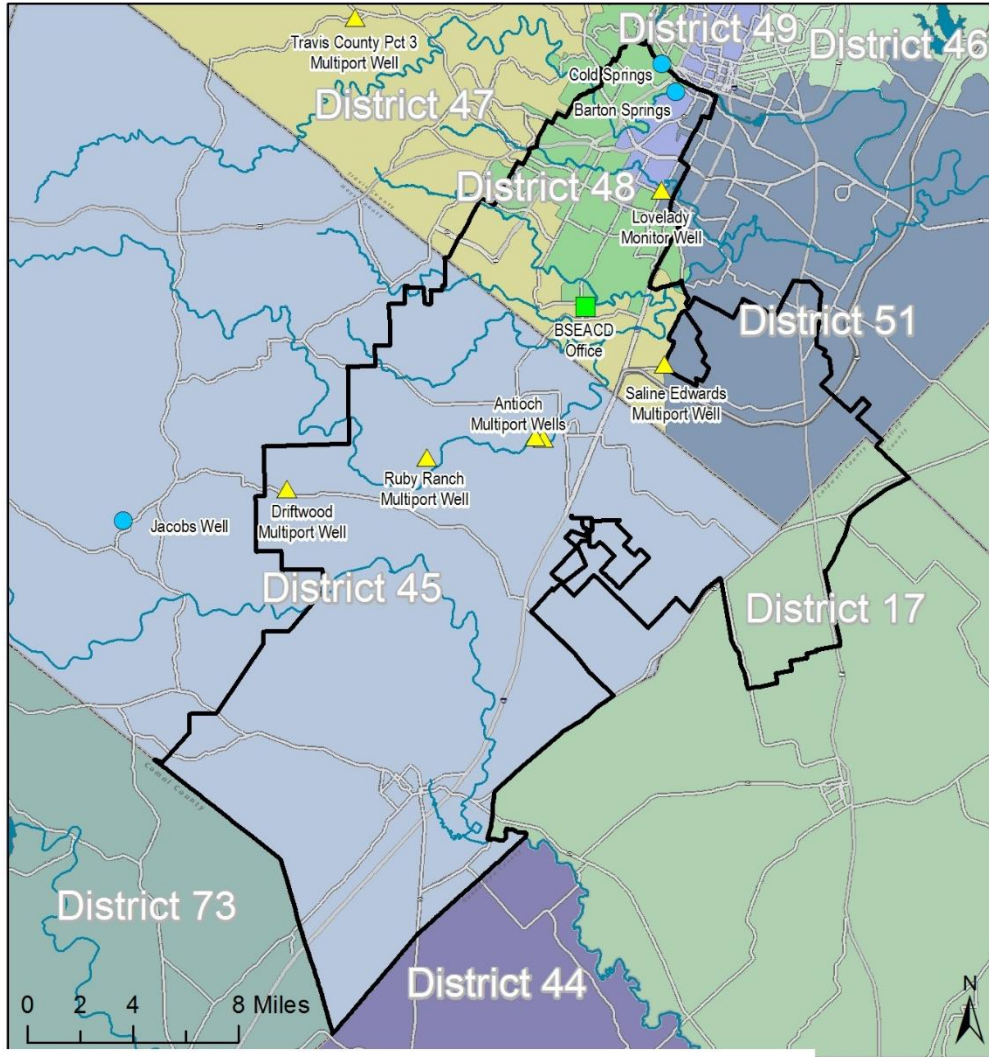 District 49
District 46
Travis County Pct 3
Multiport Well
Cold Springs
District 47
Barton Springs
District 48
Lovelady
Monitor Well
BSEACD
Office
District 51
Saline Edwards
Multiport Well
Antioch
Multiport Wells
Ruby Ranch
Multiport Well
Driftwood
Multiport Well
Jacobs Well
District 45
District 17
Comal County
District 73
District 44
0 2 4 8 Miles
N